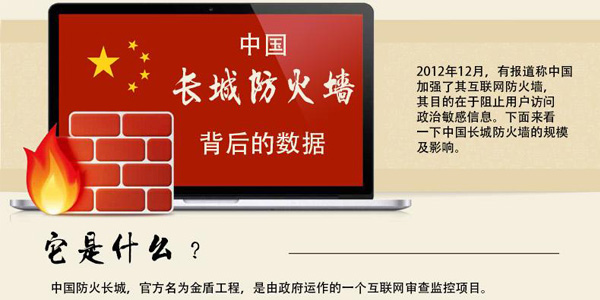 中国
长城防火墙
背后的数据
2012年12月，有报道称中国
加强了其互联网防火墙，
其目的在于阻止用户访问
政治敏感信息。下面来看
一下中国长城防火墙的规模
及影响。
它是什么？
中国防火长城，官方名为金盾工程，是由政府运作的一个互联网审查监控项目。